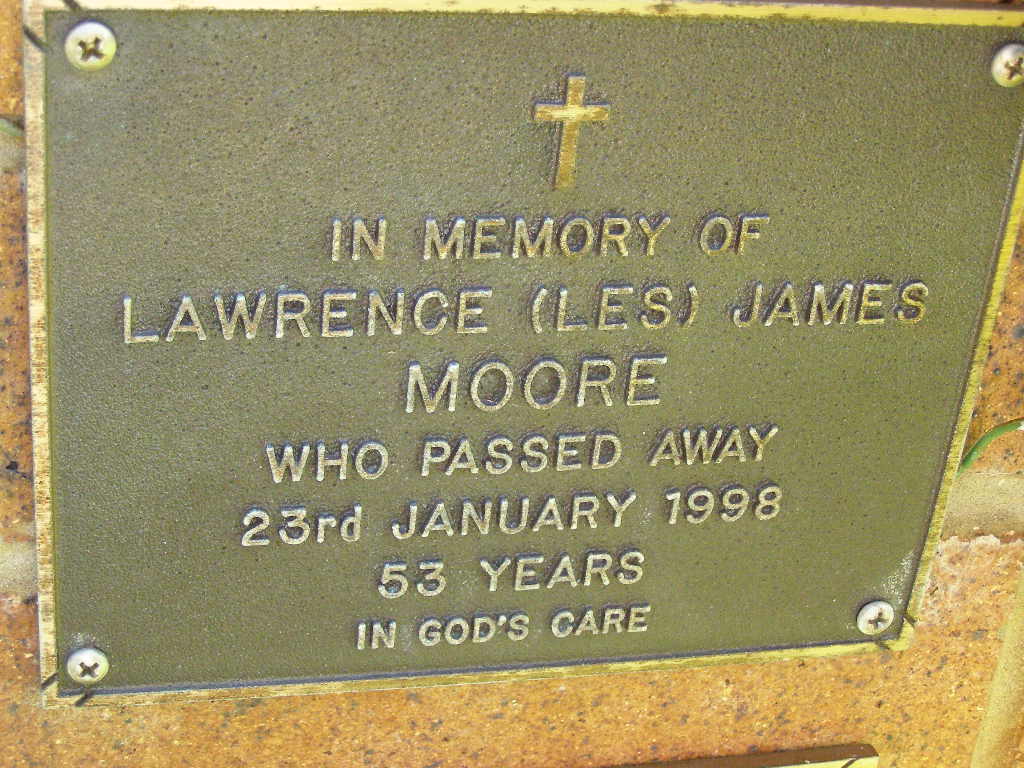 IN MEMORY OF
LAWRENCE (LES) JAMES
MOORE
WHO PASSED AWAY
23rd JANUARY 1998
53 YEARS
IN GOD'S CARE